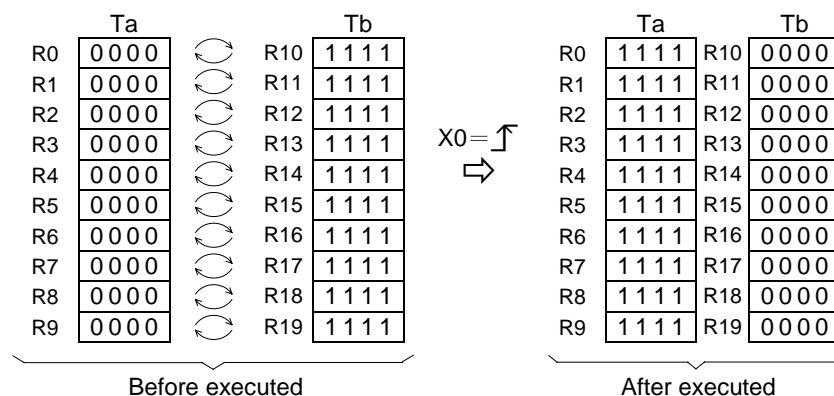 Ta Tb Ta Tb
R0 0000 R10 1111 R0 1111 R10 0000
R1 0000 R11 1111 R1 1111 R11 0000
R2 0000 R12 1111 R2 1111 R12 0000
R3 0000 R13 1111 X0= R3 1111 R13 0000
R4 0000 R14 1111 R4 1111 R14 0000
R5 0000 R15 1111 R5 1111 R15 0000
R6 0000 R16 1111 R6 1111 R16 0000
R7 0000 R17 1111 R7 1111 R17 0000
R8 0000 R18 1111 R8 1111 R18 0000
R9 0000 R19 1111 R9 1111 R19 0000
Before executed After executed